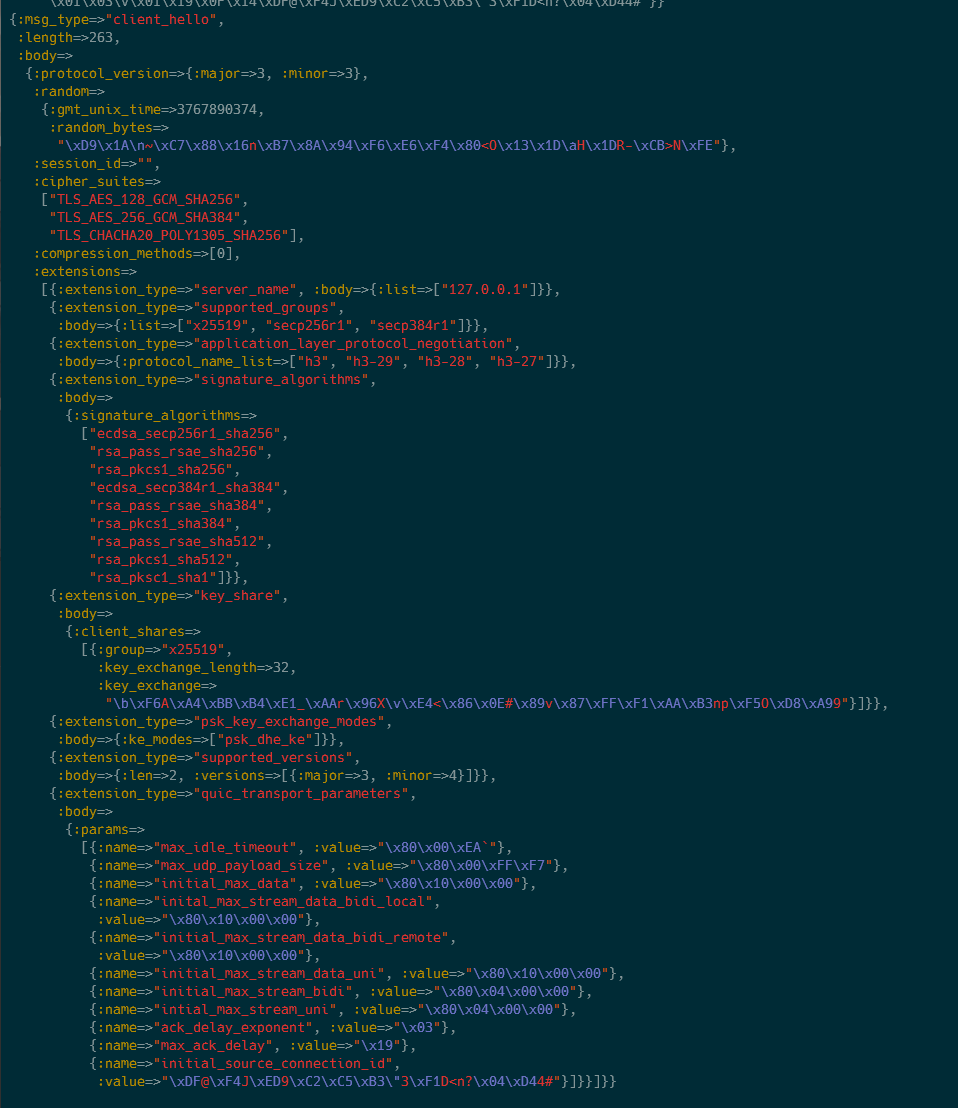 \x01\x03\v\x01\x19\x0F\x14\xDF@\xF4J\xED9\xC2\xC5\xB3\"3\xF1D<n?\x04\xD44#"}}
{:msg_type=>"client_hello",
:length=>263,
:body=>
{:protocol_version=>{:major=>3, :minor=>3},
:random=>
{:gmt_unix_time=>3767890374,
:random_bytes=>
"\xD9\x1A\n~\xC7\x88\x16n\xB7\x8A\x94\xF6\xE6\xF4\x80<O\x13\x1D\aH\x1DR-\xCB>N\xFE"},
:session_id=>"",
:cipher_suites=>
["TLS_AES_128_GCM_SHA256",
"TLS_AES_256_GCM_SHA384",
"TLS_CHACHA20_POLY1305_SHA256"],
:compression_methods=>[0],
:extensions=>
[{:extension_type=>"server_name", :body=>{:list=>["127.0.0.1"]}},
{:extension_type=>"supported_groups",
:body=>{:list=>["x25519", "secp256r1", "secp384r1"]}},
{:extension_type=>"application_layer_protocol_negotiation",
:body=>{:protocol_name_list=>["h3", "h3-29", "h3-28", "h3-27"]}},
{:extension_type=>"signature_algorithms",
:body=>
{:signature_algorithms=>
["ecdsa_secp256r1_sha256",
"rsa_pass_rsae_sha256",
"rsa_pkcs1_sha256",
"ecdsa_secp384r1_sha384",
"rsa_pass_rsae_sha384",
"rsa_pkcs1_sha384",
"rsa_pass_rsae_sha512",
"rsa_pkcs1_sha512",
"rsa_pksc1_sha1"]}},
{:extension_type=>"key_share",
:body=>
{:client_shares=>
[{:group=>"x25519",
:key_exchange_length=>32,
:key_exchange=>
"\b\xF6A\xA4\xBB\xB4\xE1_\xAAr\x96X\v\xE4<\x86\x0E#\x89v\x87\xFF\xF1\xAA\xB3np\xF5O\xD8\xA99"}]}},
{:extension_type=>"psk_key_exchange_modes",
:body=>{:ke_modes=>["psk_dhe_ke"]}},
{:extension_type=>"supported_versions",
:body=>{:len=>2, :versions=>[{:major=>3, :minor=>4}]}},
{:extension_type=>"quic_transport_parameters",
:body=>
{:params=>
[{:name=>"max_idle_timeout", :value=>"\x80\x00\xEA`"},
{:name=>"max_udp_payload_size", :value=>"\x80\x00\xFF\xF7"},
{:name=>"initial_max_data", :value=>"\x80\x10\x00\x00"},
{:name=>"inital_max_stream_data_bidi_local",
:value=>"\x80\x10\x00\x00"},
{:name=>"initial_max_stream_data_bidi_remote",
:value=>"\x80\x10\x00\x00"},
{:name=>"initial_max_stream_data_uni", :value=>"\x80\x10\x00\x00"},
{:name=>"initial_max_stream_bidi", :value=>"\x80\x04\x00\x00"},
{:name=>"intial_max_stream_uni", :value=>"\x80\x04\x00\x00"},
{:name=>"ack_delay_exponent", :value=>"\x03"},
{:name=>"max_ack_delay", :value=>"\x19"},
{:name=>"initial_source_connection_id",
:value=>"\xDF@\xF4J\xED9\xC2\xC5\xB3\"3\xF1D<n?\x04\xD44#"}]}}]}}